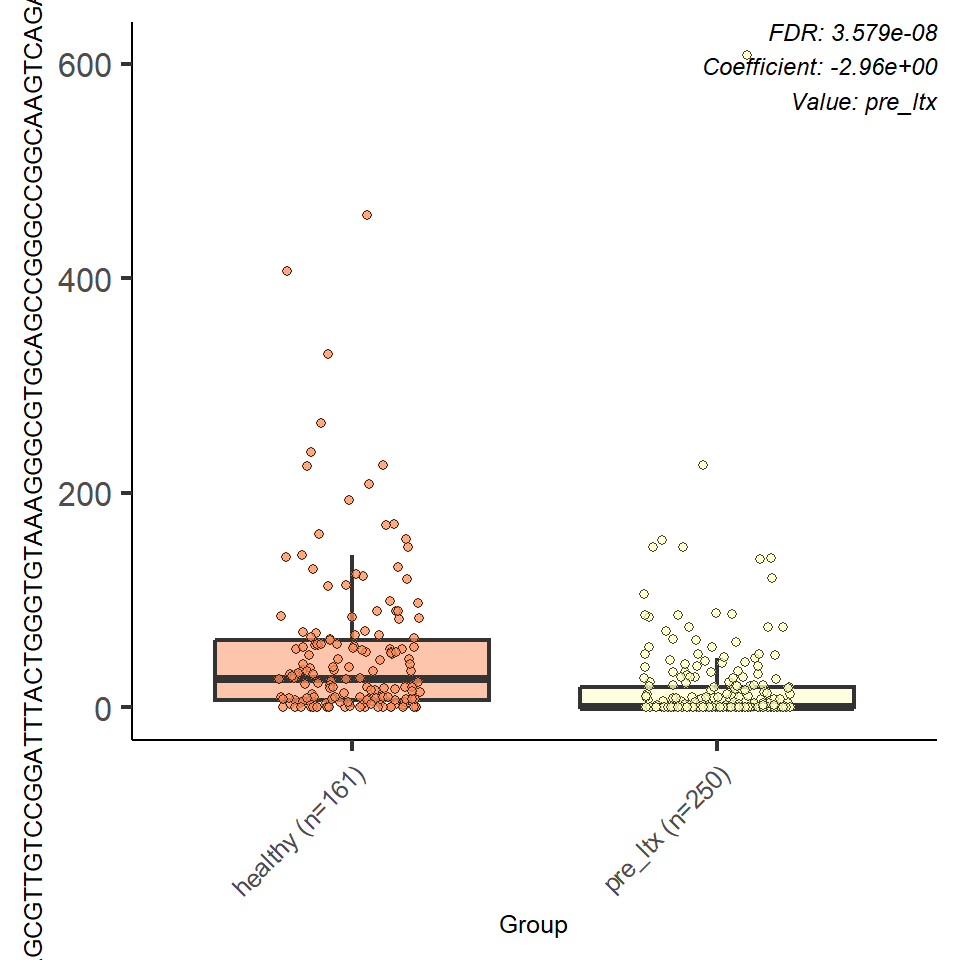 FDR: 3.579e-08
Coefficient: -2.96e+00
Value: pre_ltx
600
400
200
0
GCGTTGTCCGGATTTACTGGGTGTAAAGGGCGTGCAGCCGGGCCGGCAAGTCAGA
healthy (n=161)
pre_ltx (n=250)
Group